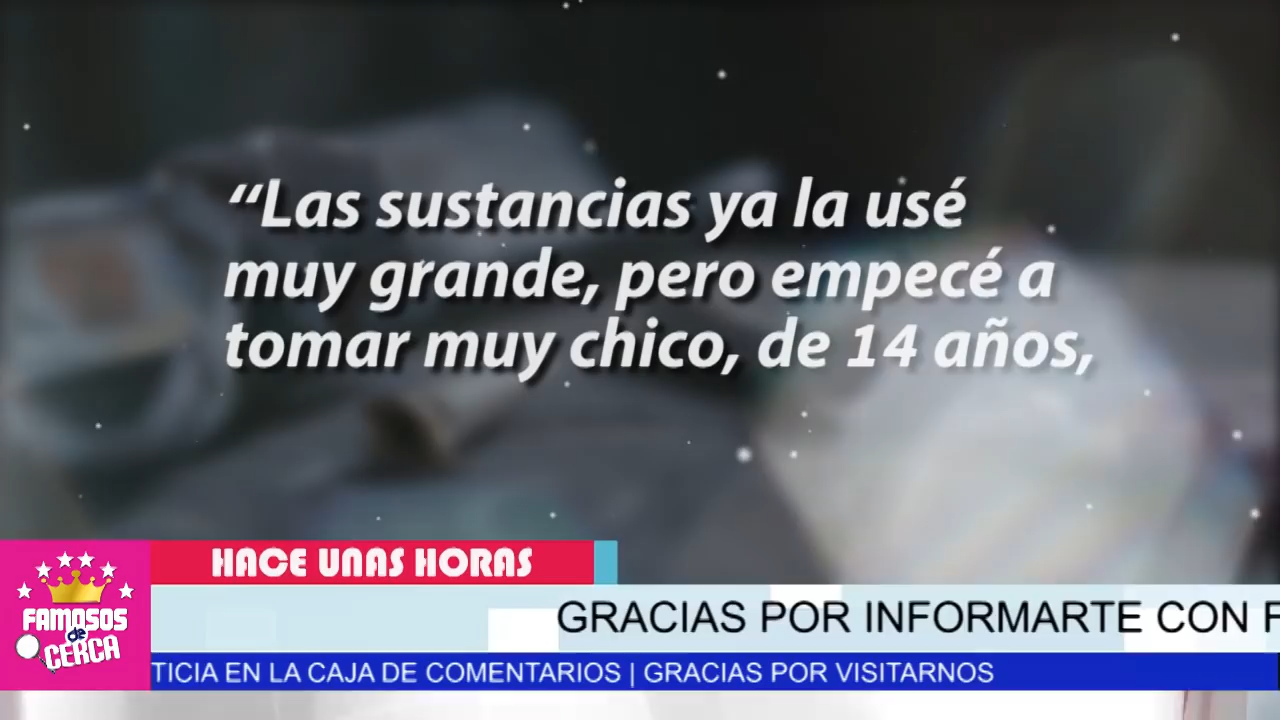 “Las sustancias ya la usé
muy grande, pero empecé a
tomar muy chico, de 14 años,
HACE UNAS HORAS
FAMOSOS
de
CERCA
GRACIAS POR INFORMARTE CON F
TICIA EN LA CAJA DE COMENTARIOS | GRACIAS POR VISITARNOS